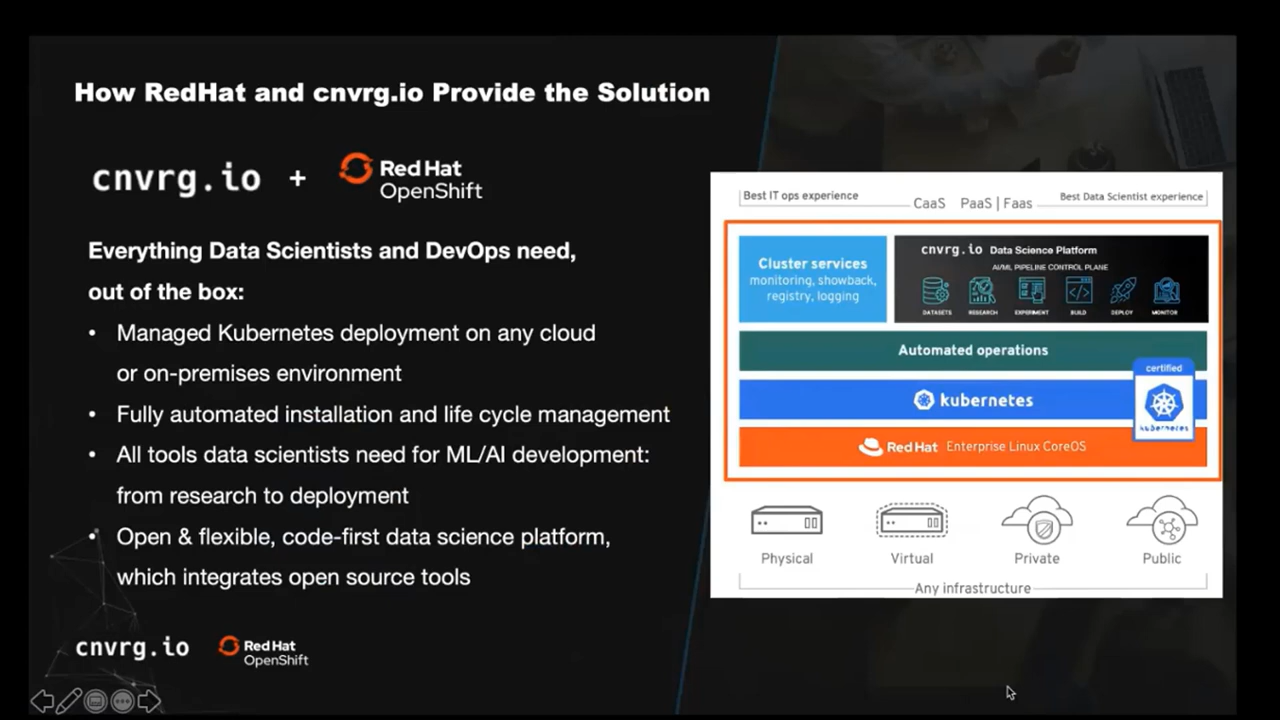 How RedHat and cnvrg.io Provide the Solution
cnvrg.io + Red Hat
OpenShift
Everything Data Scientists and DevOps need,
out of the box:
• Managed Kubernetes deployment on any cloud
or on-premises environment
• Fully automated installation and life cycle management
• All tools data scientists need for ML/AI development:
from research to deployment
• Open & flexible, code-first data science platform,
which integrates open source tools
cnvrg.io Red Hat
OpenShift
Best IT ops experience
CaaS PaaS | Faas
Best Data Scientist experience
Cluster services
monitoring, showback,
registry, logging
cnvrg.io Data Science Platform
AI/ML PIPELINE CONTROL PLANE
DATASETS RESEARCH EXPERIMENT BUILD DEPLOY MONITOR
Automated operations
kubernetes
certified
kubernetes
Red Hat Enterprise Linux CoreOS
Physical Virtual Private Public
Any infrastructure